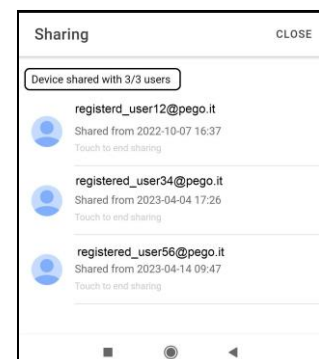 Sharing
CLOSE
Device shared with 3/3 users
registerd_user12@pego.it
Shared from 2022-10-07 16:37
Touch to end sharing
registered_user34@pego.it
Shared from 2023-04-04 17:26
Touch to end sharing
registered_user56@pego.it
Shared from 2023-04-14 09:47
Touch to end sharing